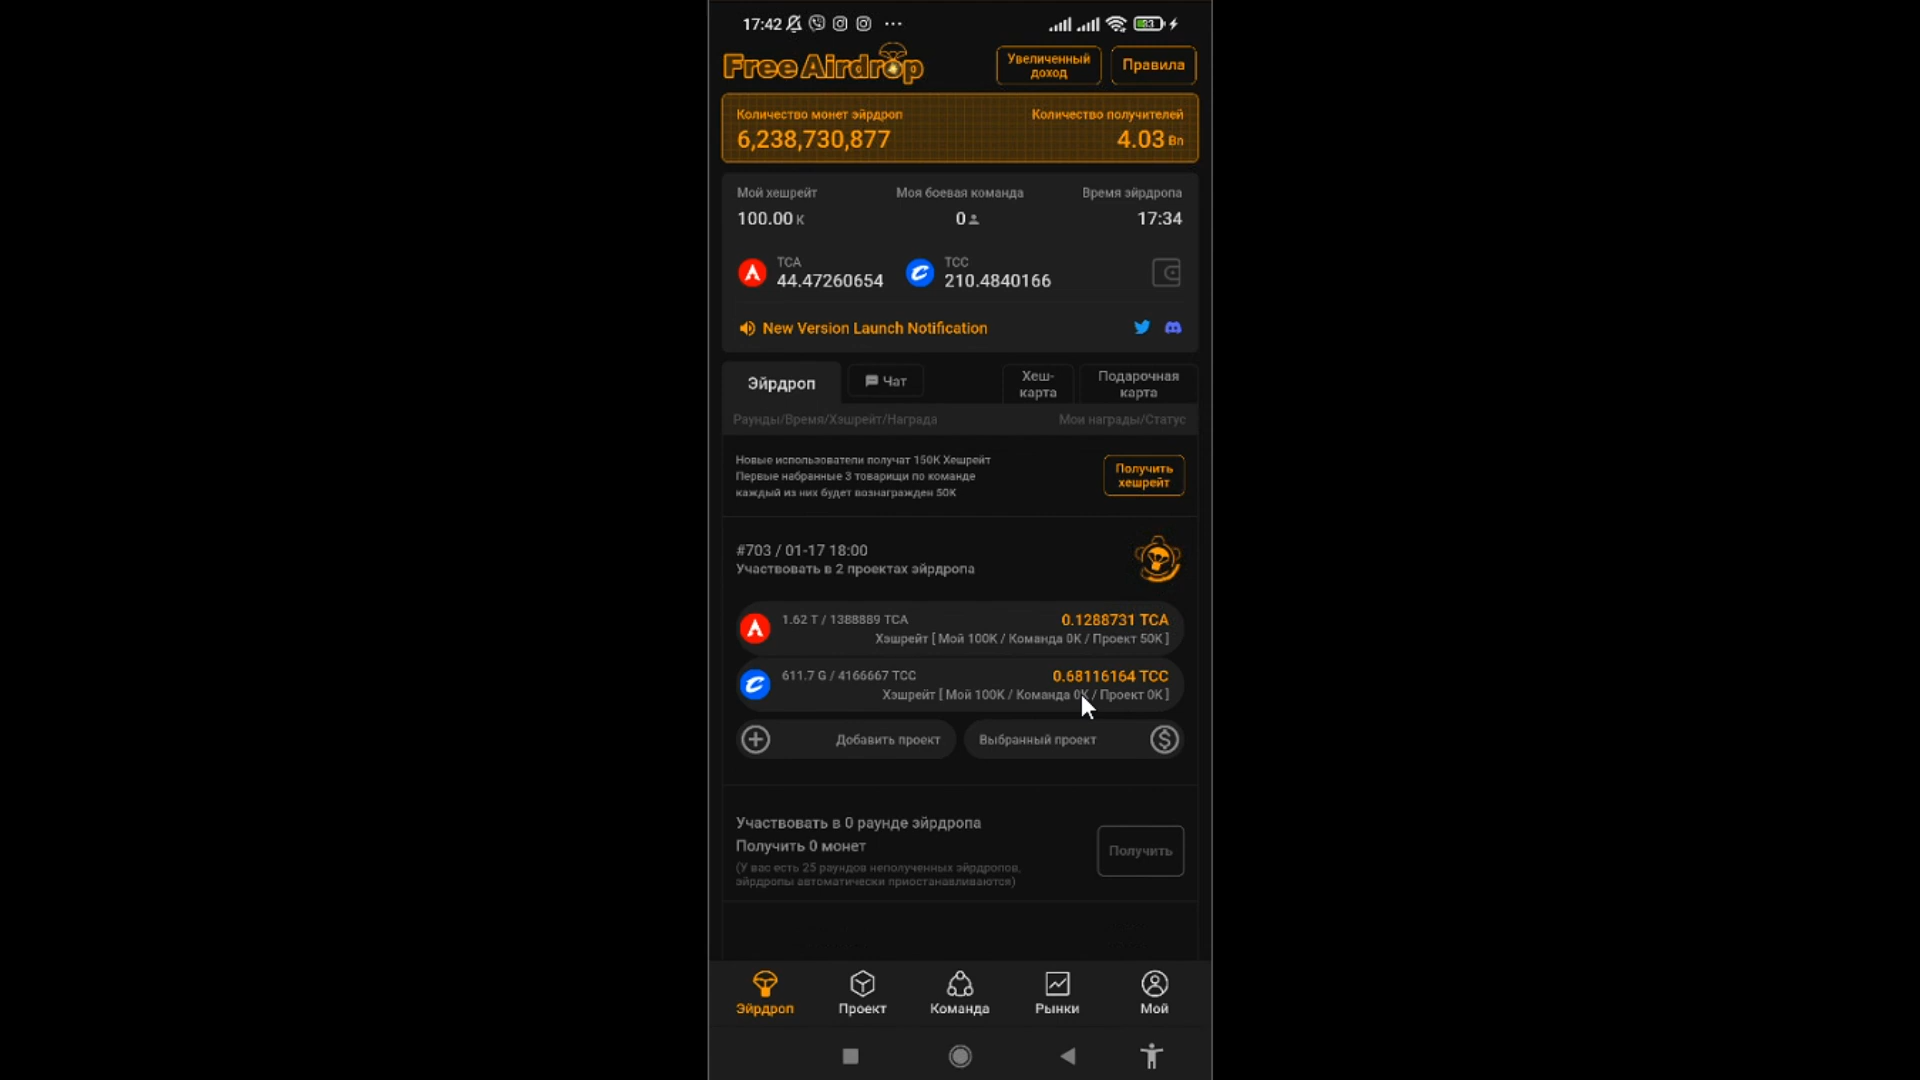 17:42
83
Free Airdrop
Увеличенный
доход
Правила
Количество монет эйрдроп
Количество получителей
6,238,730,877
4.03 Bn
Мой хешрейт
Моя боевая команда
Время эйрдропа
100.00 K
0
17:34
TCA
44.47260654
TCC
210.4840166
New Version Launch Notification
Эйрдроп
Чат
Хеш-
карта
Подарочная
карта
Раунды/Время/Хэшрейт/Награда
Мои награды/Статус
Новые использователи получат 150K Хешрейт
Первые набранные 3 товарищи по команде
каждый из них будет вознагражден 50K
Получить
хешрейт
#703 / 01-17 18:00
Участвовать в 2 проектах эйрдропа
1.62 T / 1388889 TCA
0.1288731 TCA
Хэшрейт [ Мой 100K / Команда 0K / Проект 50K ]
611.7 G / 4166667 TCC
0.68116164 TCC
Хэшрейт [ Мой 100K / Команда 0K / Проект 0K ]
Добавить проект
Выбранный проект
Участвовать в 0 раунде эйрдропа
Получить 0 монет
(У вас есть 25 раундов неполученных эйрдропов,
эйрдропы автоматически приостанавливаются)
Получить
Эйрдроп
Проект
Команда
Рынки
Мой